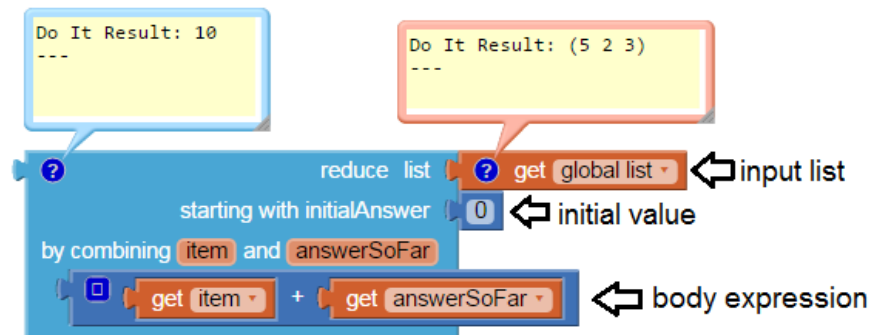 Do It Result: 10
---
Do It Result: (5 2 3)
---
? reduce list ? get global list input list
starting with initialAnswer 0 initial value
by combining item and answerSoFar
get item + get answerSoFar body expression